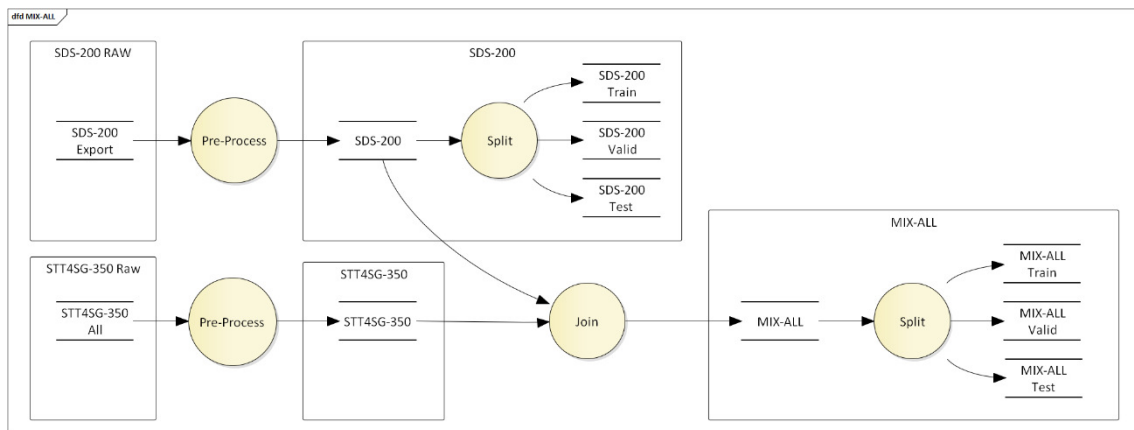 dfd MIX-ALL
SDS-200 RAW
SDS-200
Export
Pre-Process
SDS-200
SDS-200
Split
SDS-200
Train
SDS-200
Valid
SDS-200
Test
STT4SG-350 Raw
STT4SG-350
All
Pre-Process
STT4SG-350
STT4SG-350
Join
MIX-ALL
MIX-ALL
Split
MIX-ALL
Train
MIX-ALL
Valid
MIX-ALL
Test